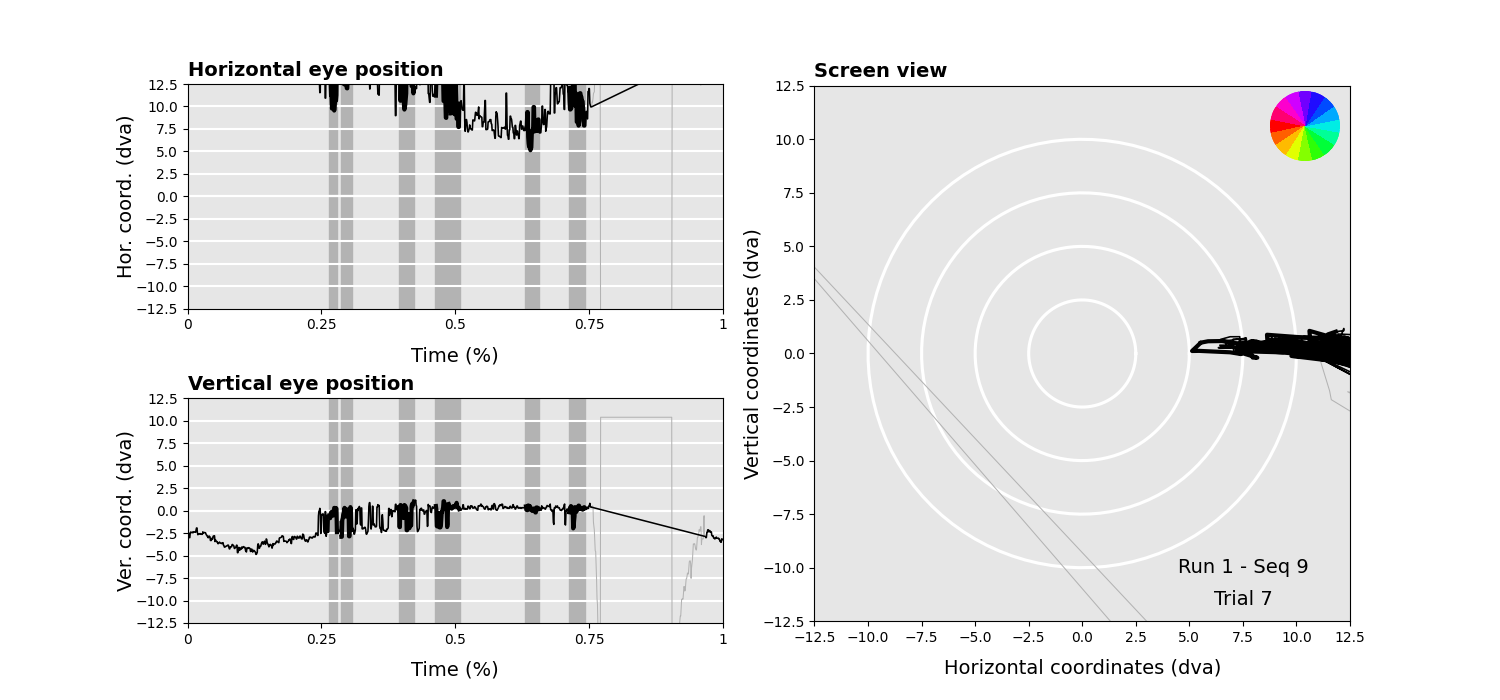 Horizontal eye position
Hor. coord. (dva)
12.5
10.0
7.5
5.0
2.5
0.0
−2.5
−5.0
−7.5
−10.0
−12.5
0 0.25 0.5 0.75 1
Time (%)
Vertical eye position
Ver. coord. (dva)
12.5
10.0
7.5
5.0
2.5
0.0
−2.5
−5.0
−7.5
−10.0
−12.5
0 0.25 0.5 0.75 1
Time (%)
Screen view
Vertical coordinates (dva)
12.5
10.0
7.5
5.0
2.5
0.0
−2.5
−5.0
−7.5
−10.0
−12.5
Run 1 - Seq 9
Trial 7
−12.5 −10.0 −7.5 −5.0 −2.5 0.0 2.5 5.0 7.5 10.0 12.5
Horizontal coordinates (dva)